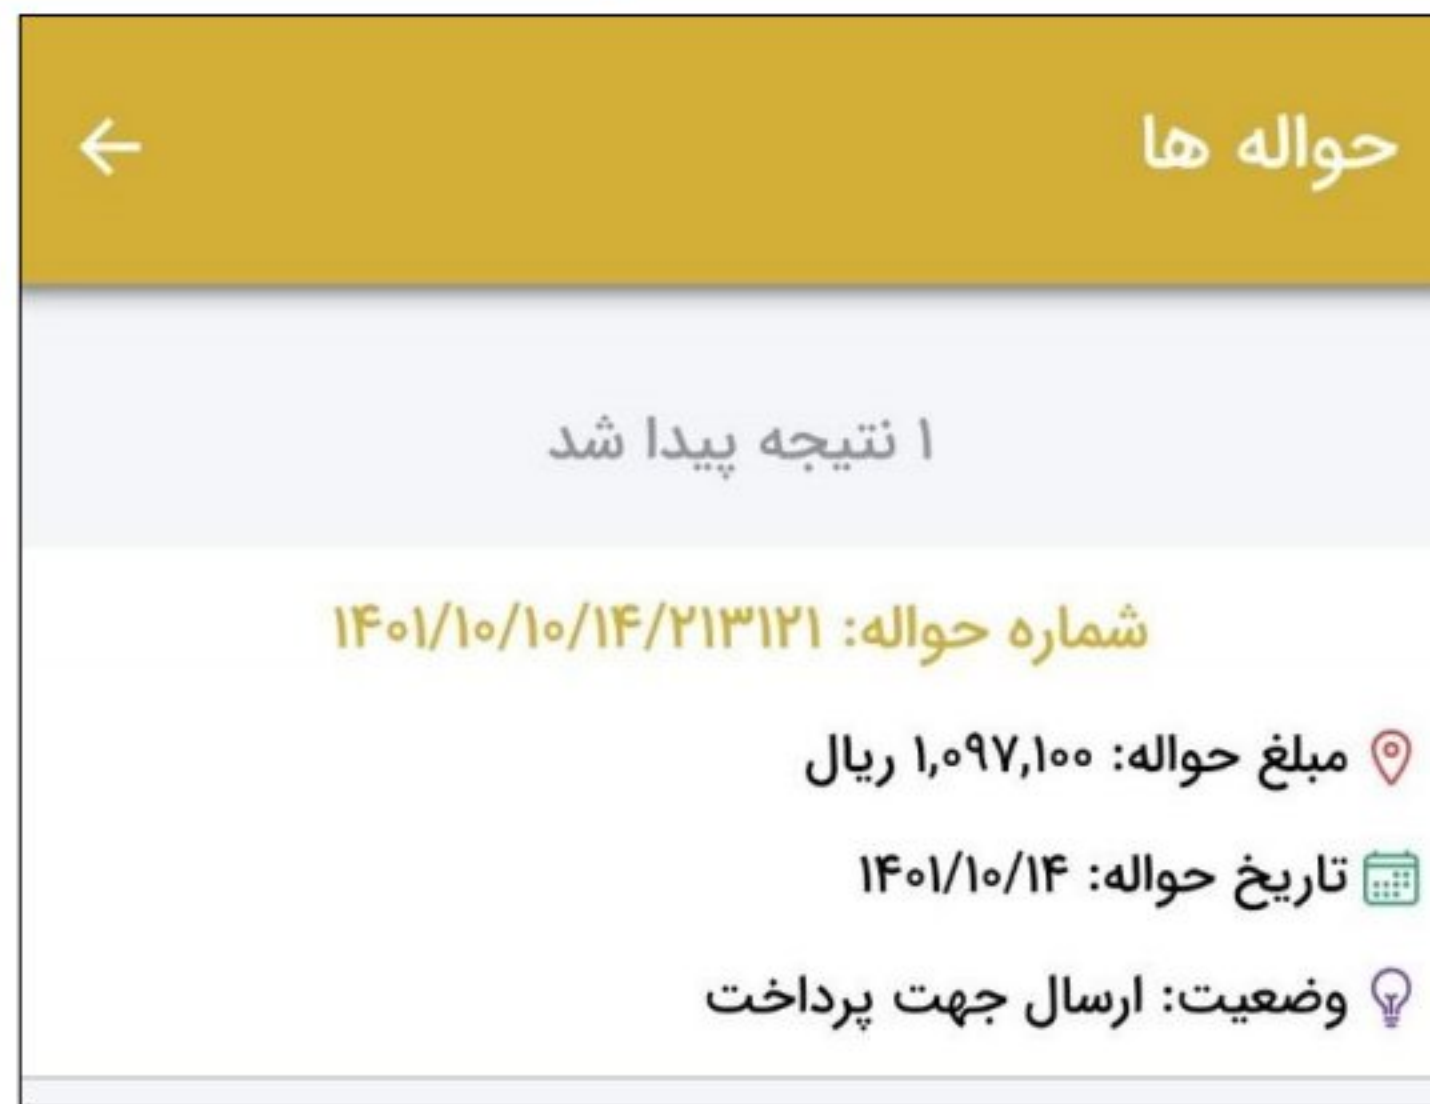 حواله ها
۱ نتیجه پیدا شد
شماره حواله: ۱۴۰۱/۱۰/۱۰/۱۴/۲۱۳۱۲۱
مبلغ حواله: ۱,۰۹۷,۱۰۰ ریال
تاریخ حواله: ۱۴۰۱/۱۰/۱۴
وضعیت: ارسال جهت پرداخت